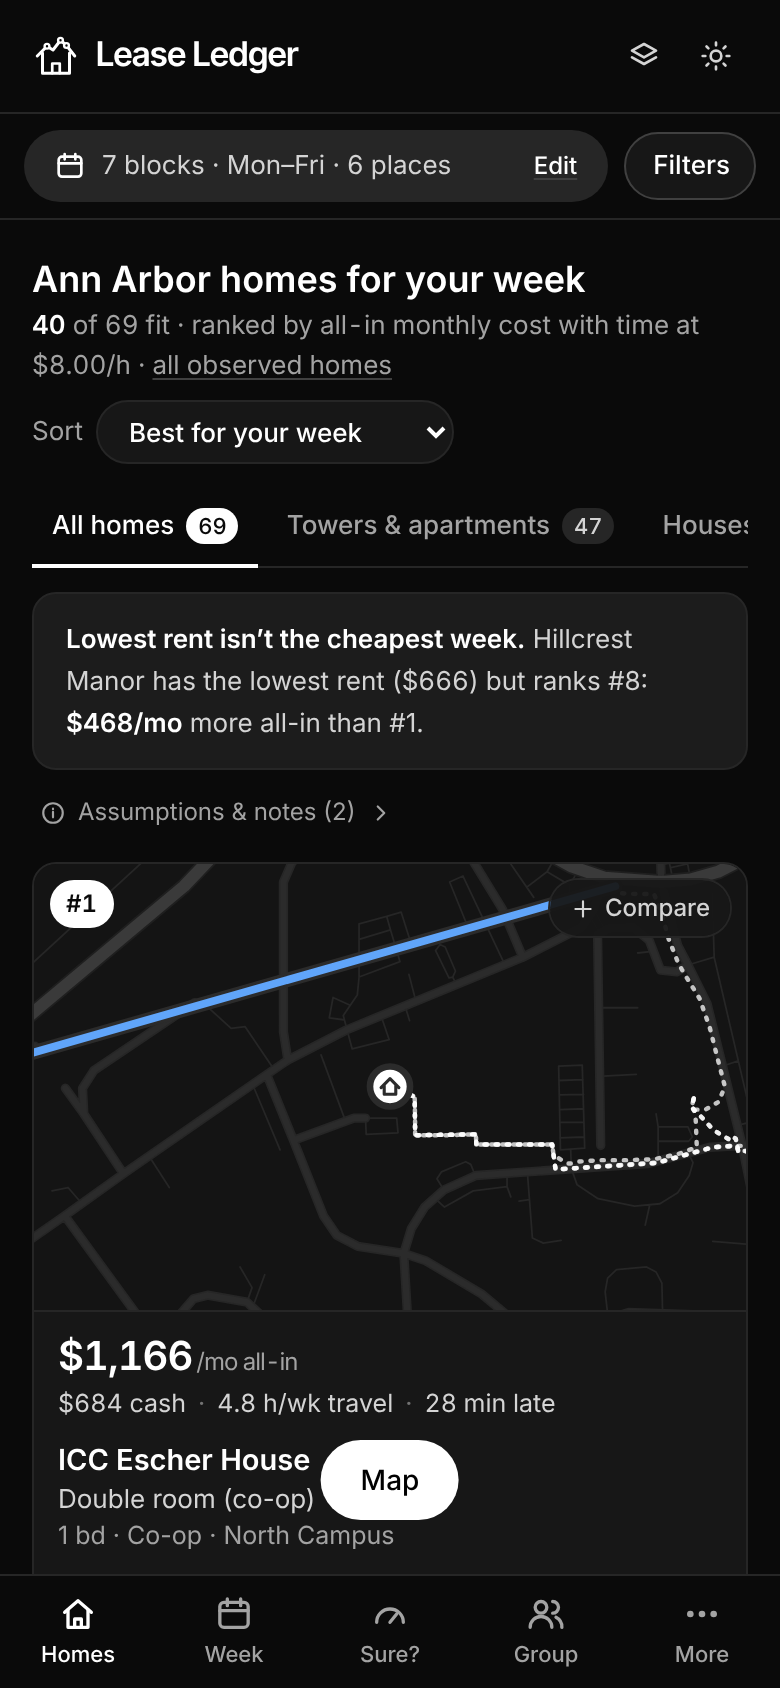 Lease Ledger
7 blocks · Mon–Fri · 6 places Edit Filters
Ann Arbor homes for your week
40 of 69 fit · ranked by all-in monthly cost with time at
$8.00/h · all observed homes
Sort Best for your week
All homes 69 Towers & apartments 47 Houses
Lowest rent isn’t the cheapest week. Hillcrest
Manor has the lowest rent ($666) but ranks #8:
$468/mo more all-in than #1.
Assumptions & notes (2)
#1 + Compare
$1,166/mo all-in
$684 cash · 4.8 h/wk travel · 28 min late
ICC Escher House
Double room (co-op)
Map
1 bd · Co-op · North Campus
Homes Week Sure? Group More